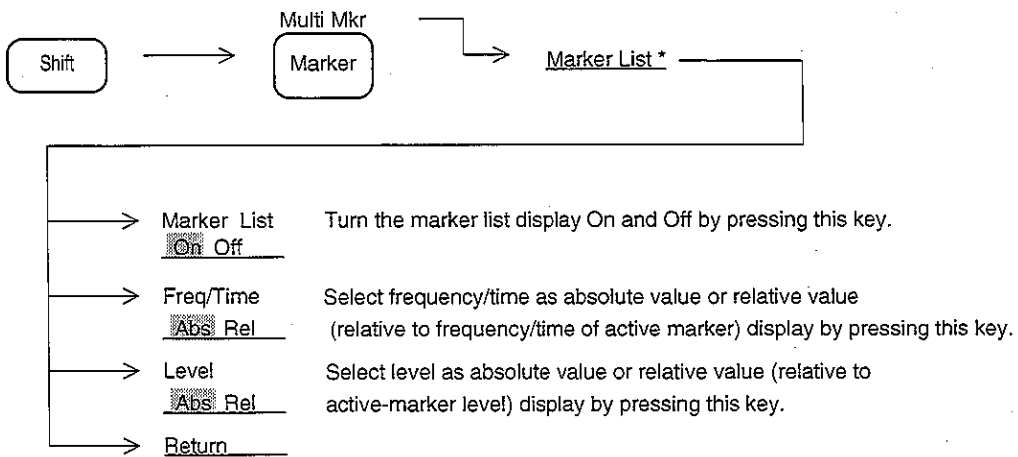 Multi Mkr
Shift
Marker
Marker List *
Marker List
On Off
Turn the marker list display On and Off by pressing this key.
Freq/Time
Abs Rel
Select frequency/time as absolute value or relative value
(relative to frequency/time of active marker) display by pressing this key.
Level
Abs Rel
Select level as absolute value or relative value (relative to
active-marker level) display by pressing this key.
Return